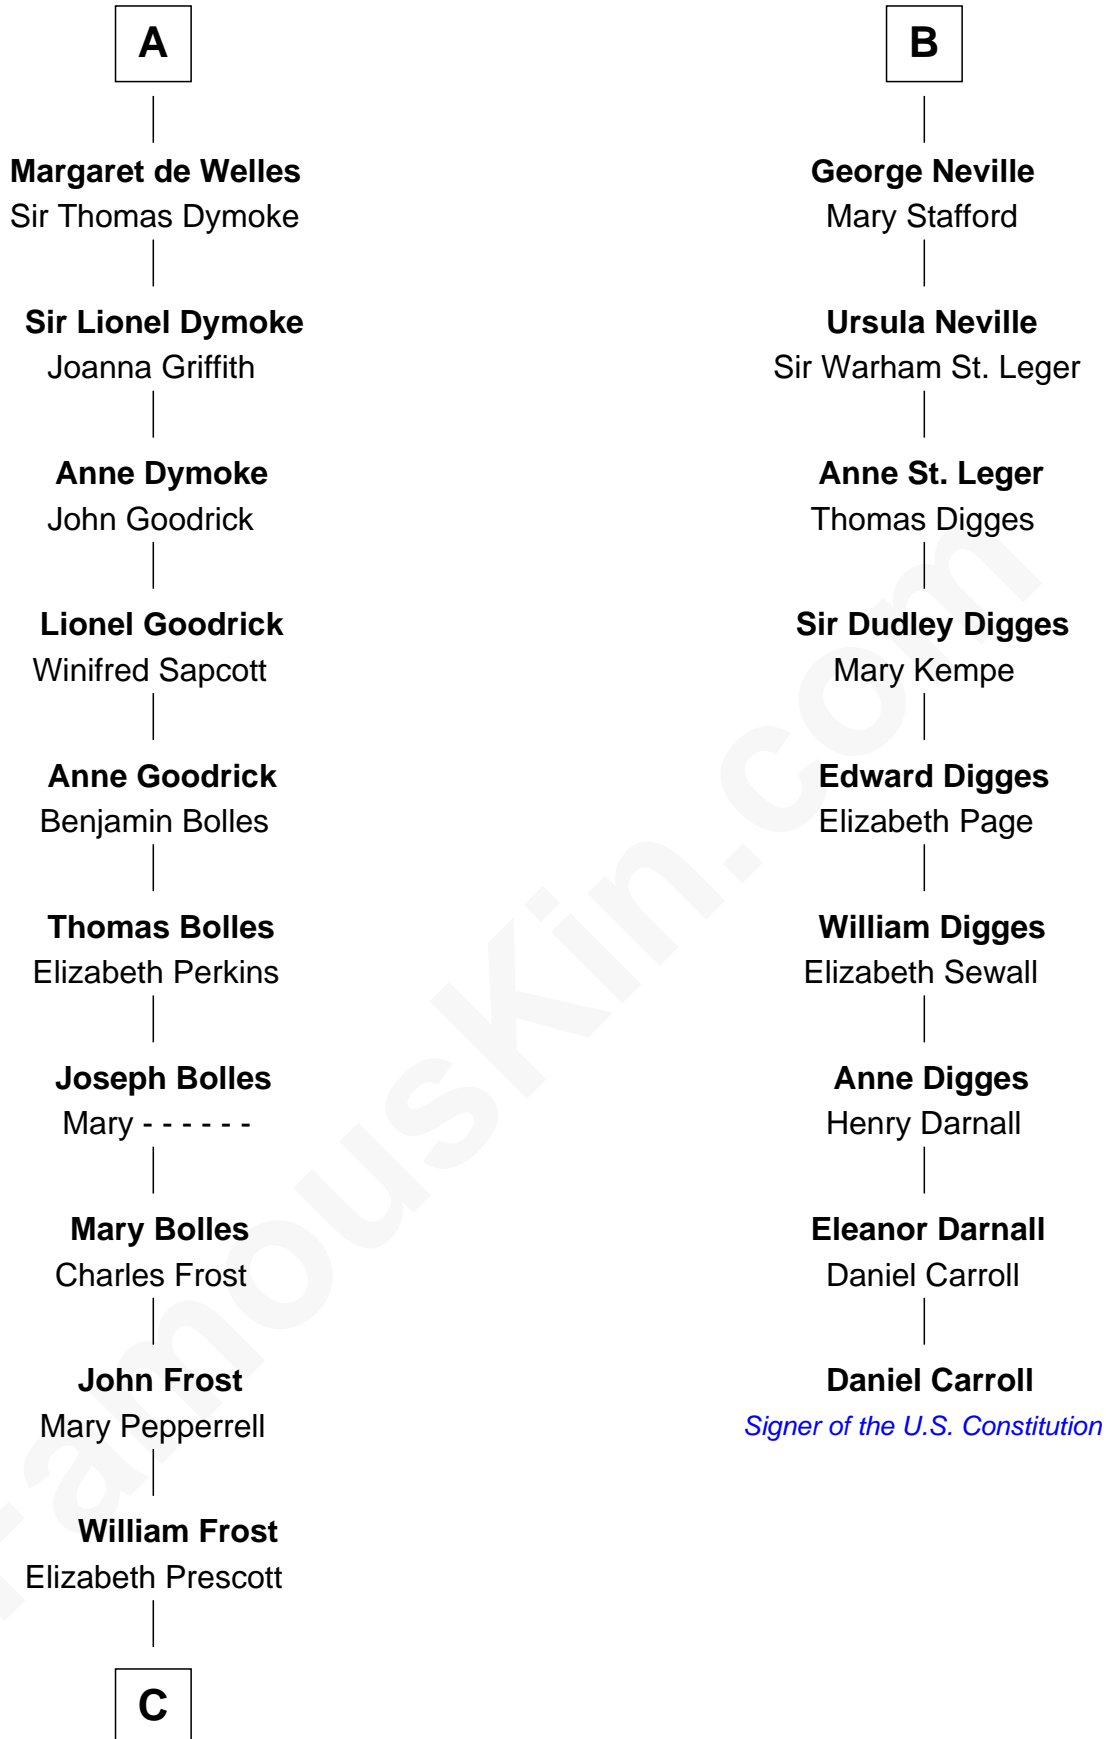 A
Margaret de Welles
Sir Thomas Dymoke
Sir Lionel Dymoke
Joanna Griffith
Anne Dymoke
John Goodrick
Lionel Goodrick
Winifred Sapcott
Anne Goodrick
Benjamin Bolles
Thomas Bolles
Elizabeth Perkins
Joseph Bolles
Mary - - - - - -
Mary Bolles
Charles Frost
John Frost
Mary Pepperrell
William Frost
Elizabeth Prescott
C
B
George Neville
Mary Stafford
Ursula Neville
Sir Warham St. Leger
Anne St. Leger
Thomas Digges
Sir Dudley Digges
Mary Kempe
Edward Digges
Elizabeth Page
William Digges
Elizabeth Sewall
Anne Digges
Henry Darnall
Eleanor Darnall
Daniel Carroll
Daniel Carroll
Signer of the U.S. Constitution
FamousKin.com